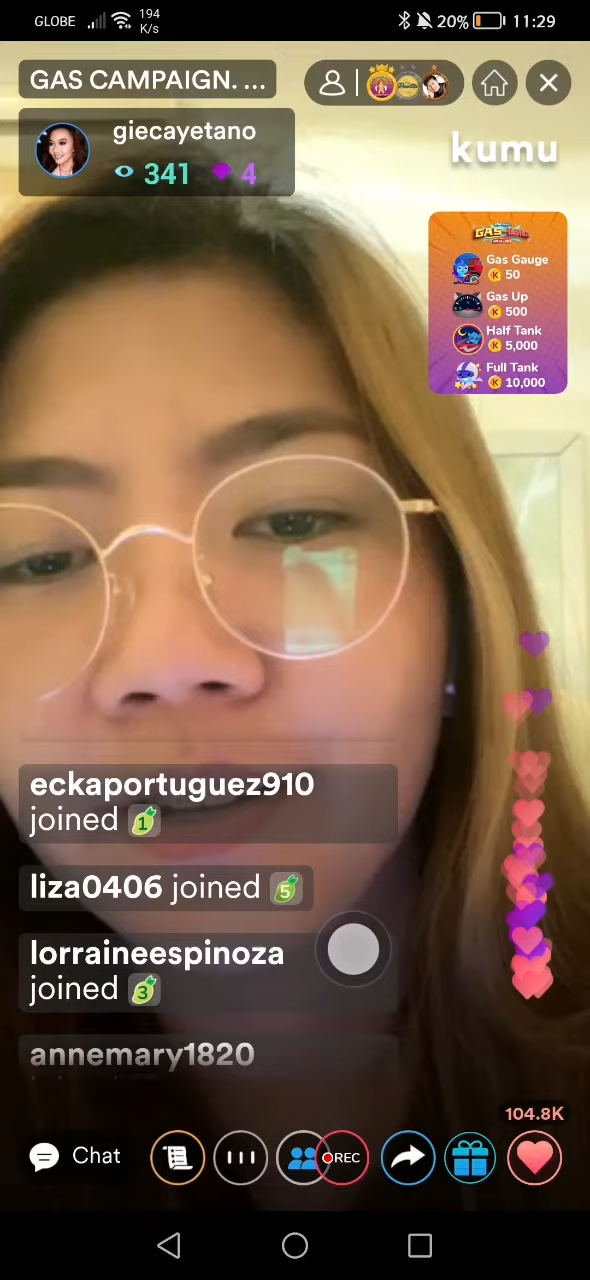 GLOBE 194 K/s 20% 11:29
GAS CAMPAIGN. ...
giecayetano
341 4
kumu
GAS
Gas Gauge
K 50
Gas Up
K 500
Half Tank
K 5,000
Full Tank
K 10,000
eckaportuguez910
joined 1
liza0406 joined 5
lorraineespinoza
joined 3
annemary1820
104.8K
Chat
REC